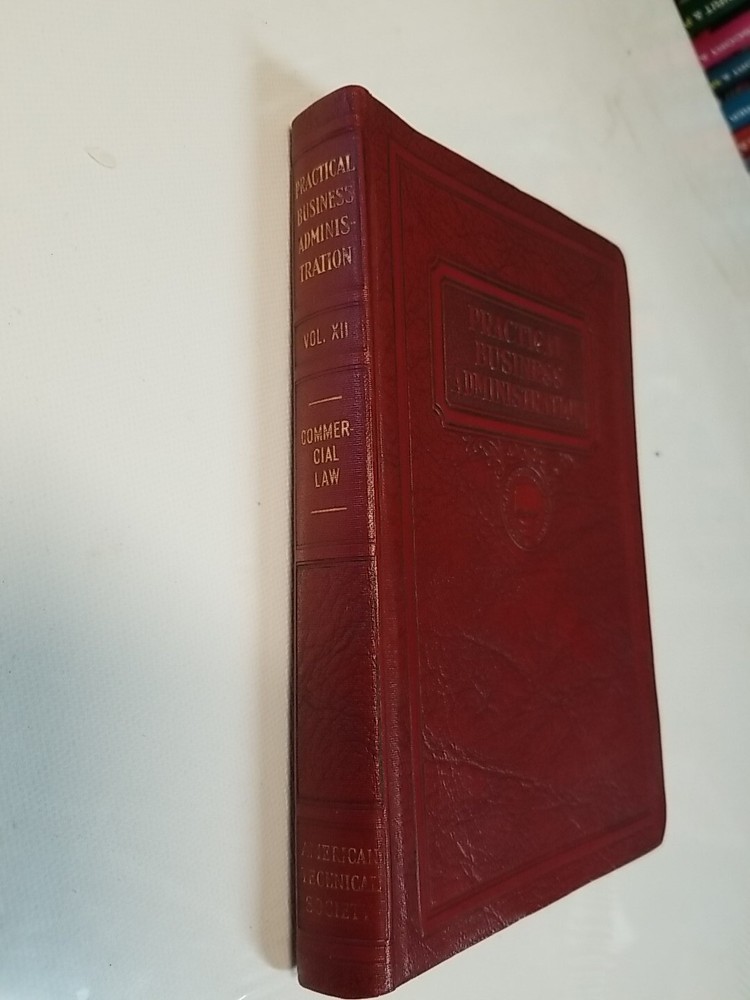 PRACTICAL
BUSINESS
ADMINIS-
TRATION
VOL. XII
COMMER-
CIAL
LAW
AMERICAN
TECHNICAL
SOCIETY
PRACTICAL
BUSINESS
ADMINISTRATION